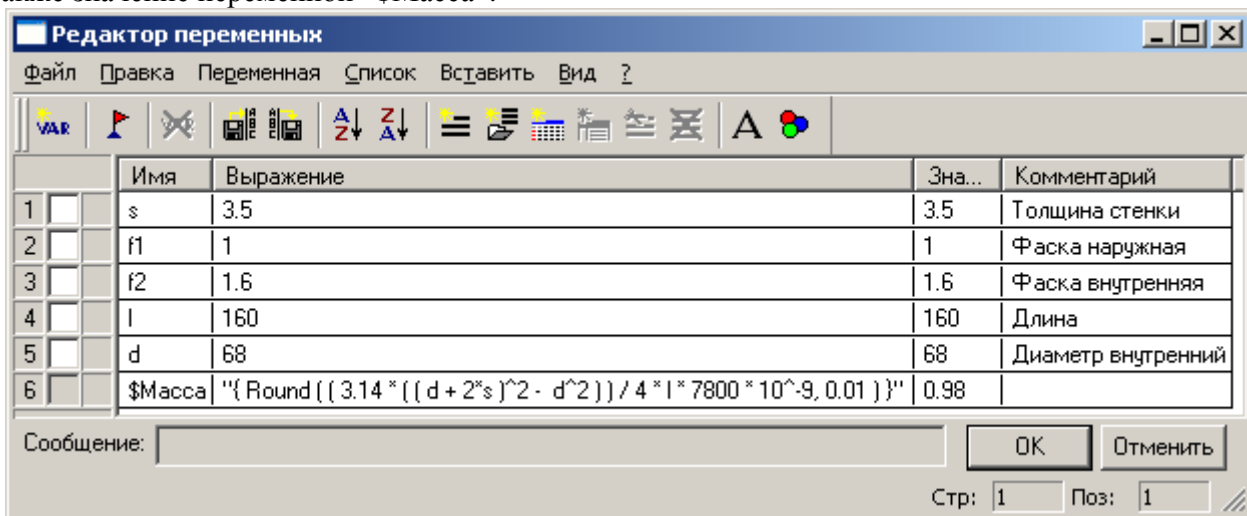 также значение переменной "$Масса".
Редактор переменных
Файл Правка Переменная Список Вставить Вид ?
VAR A Z Z A A
Имя Выражение Зна... Комментарий
1 s 3.5 3.5 Толщина стенки
2 f1 1 1 Фаска наружная
3 f2 1.6 1.6 Фаска внутренняя
4 l 160 160 Длина
5 d 68 68 Диаметр внутренний
6 $Масса "{ Round ( ( 3.14 * ( ( d + 2*s )^2 - d^2 ) ) / 4 * l * 7800 * 10^-9, 0.01 ) }" 0.98
Сообщение: OK Отменить
Стр: 1 Поз: 1